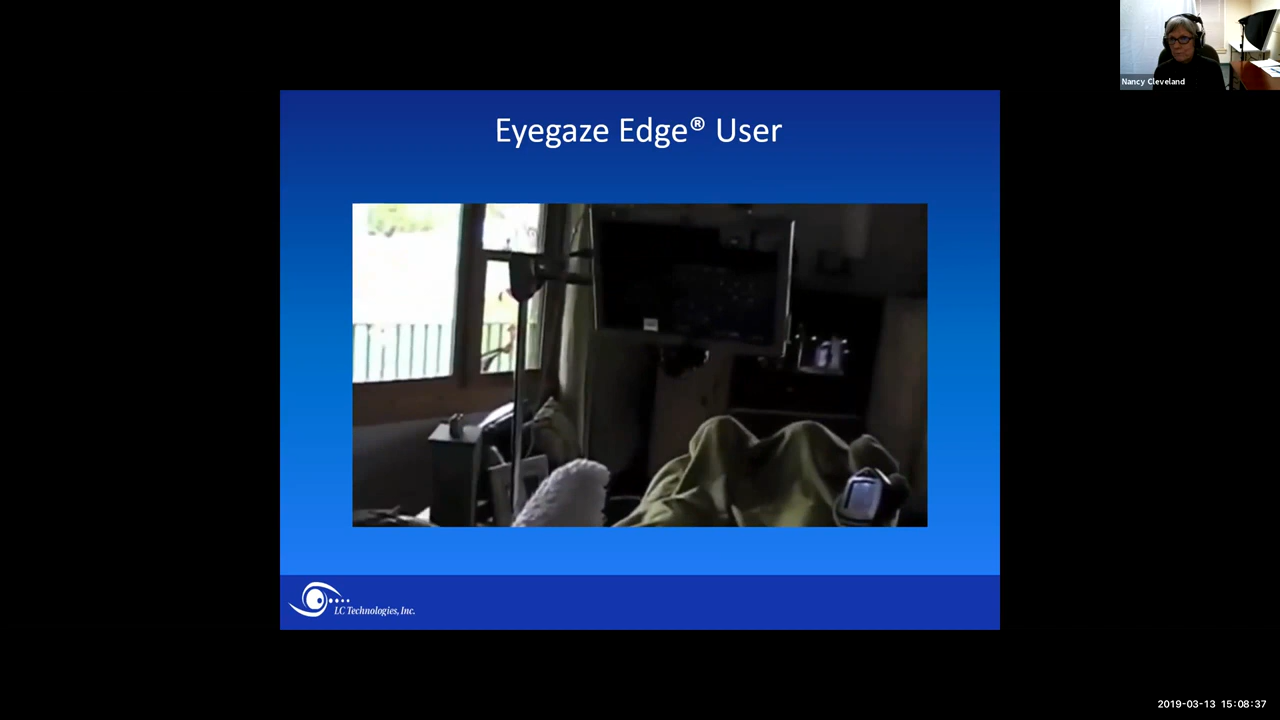 Nancy Cleveland
Eyegaze Edge® User
LC Technologies, Inc.
2019-03-13 15:08:37